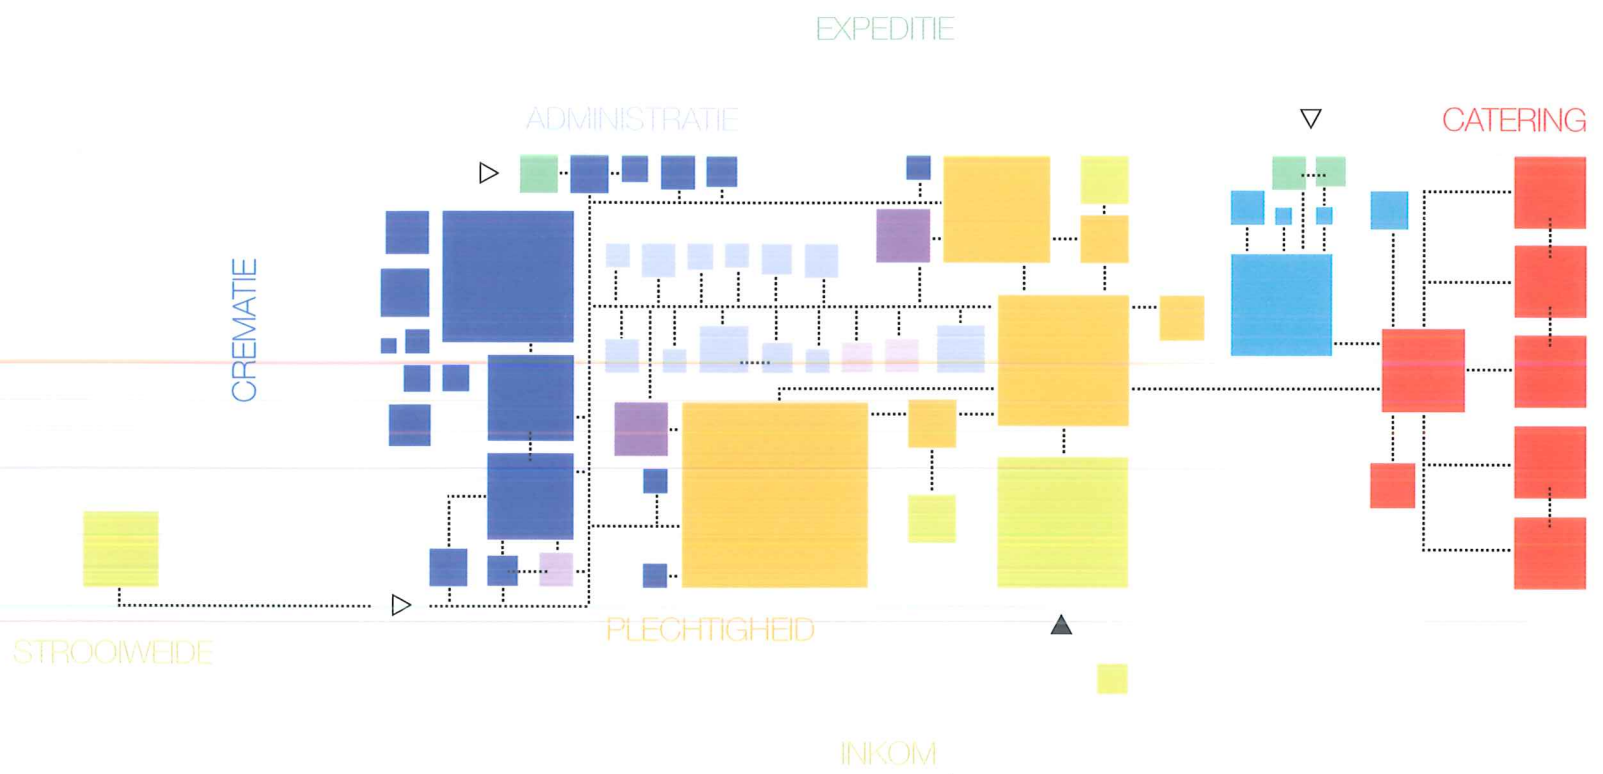 EXPEDITIE
ADMINISTRATIE
CATERING
CREMATIE
PLECHTIGHEID
STROOIWEIDE
INKOM